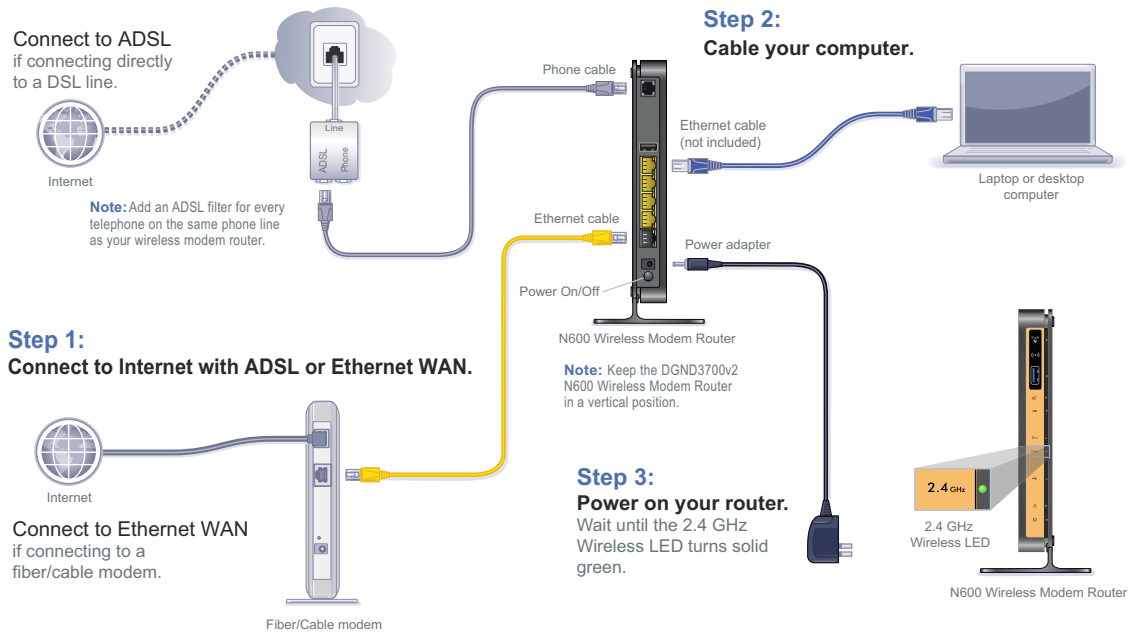 Connect to ADSL
if connecting directly
to a DSL line.
Internet
Line
ADSL
Phone
Note: Add an ADSL filter for every
telephone on the same phone line
as your wireless modem router.
Phone cable
Ethernet cable
Power On/Off
N600 Wireless Modem Router
Note: Keep the DGND3700v2
N600 Wireless Modem Router
in a vertical position.
Step 2:
Cable your computer.
Ethernet cable
(not included)
Laptop or desktop
computer
Power adapter
Step 1:
Connect to Internet with ADSL or Ethernet WAN.
Internet
Connect to Ethernet WAN
if connecting to a
fiber/cable modem.
Fiber/Cable modem
Step 3:
Power on your router.
Wait until the 2.4 GHz
Wireless LED turns solid
green.
2.4 GHz
2.4 GHz
Wireless LED
N600 Wireless Modem Router